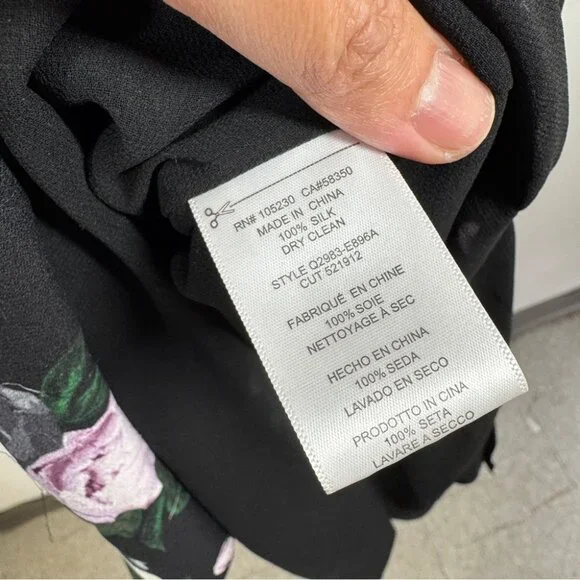 RN# 105230 CA#58350
MADE IN CHINA
100% SILK
DRY CLEAN
STYLE Q2983-E896A
CUT 521912
FABRIQUÉ EN CHINE
100% SOIE
NETTOYAGE À SEC
HECHO EN CHINA
100% SEDA
LAVADO EN SECO
PRODOTTO IN CINA
100% SETA
LAVARE A SECCO